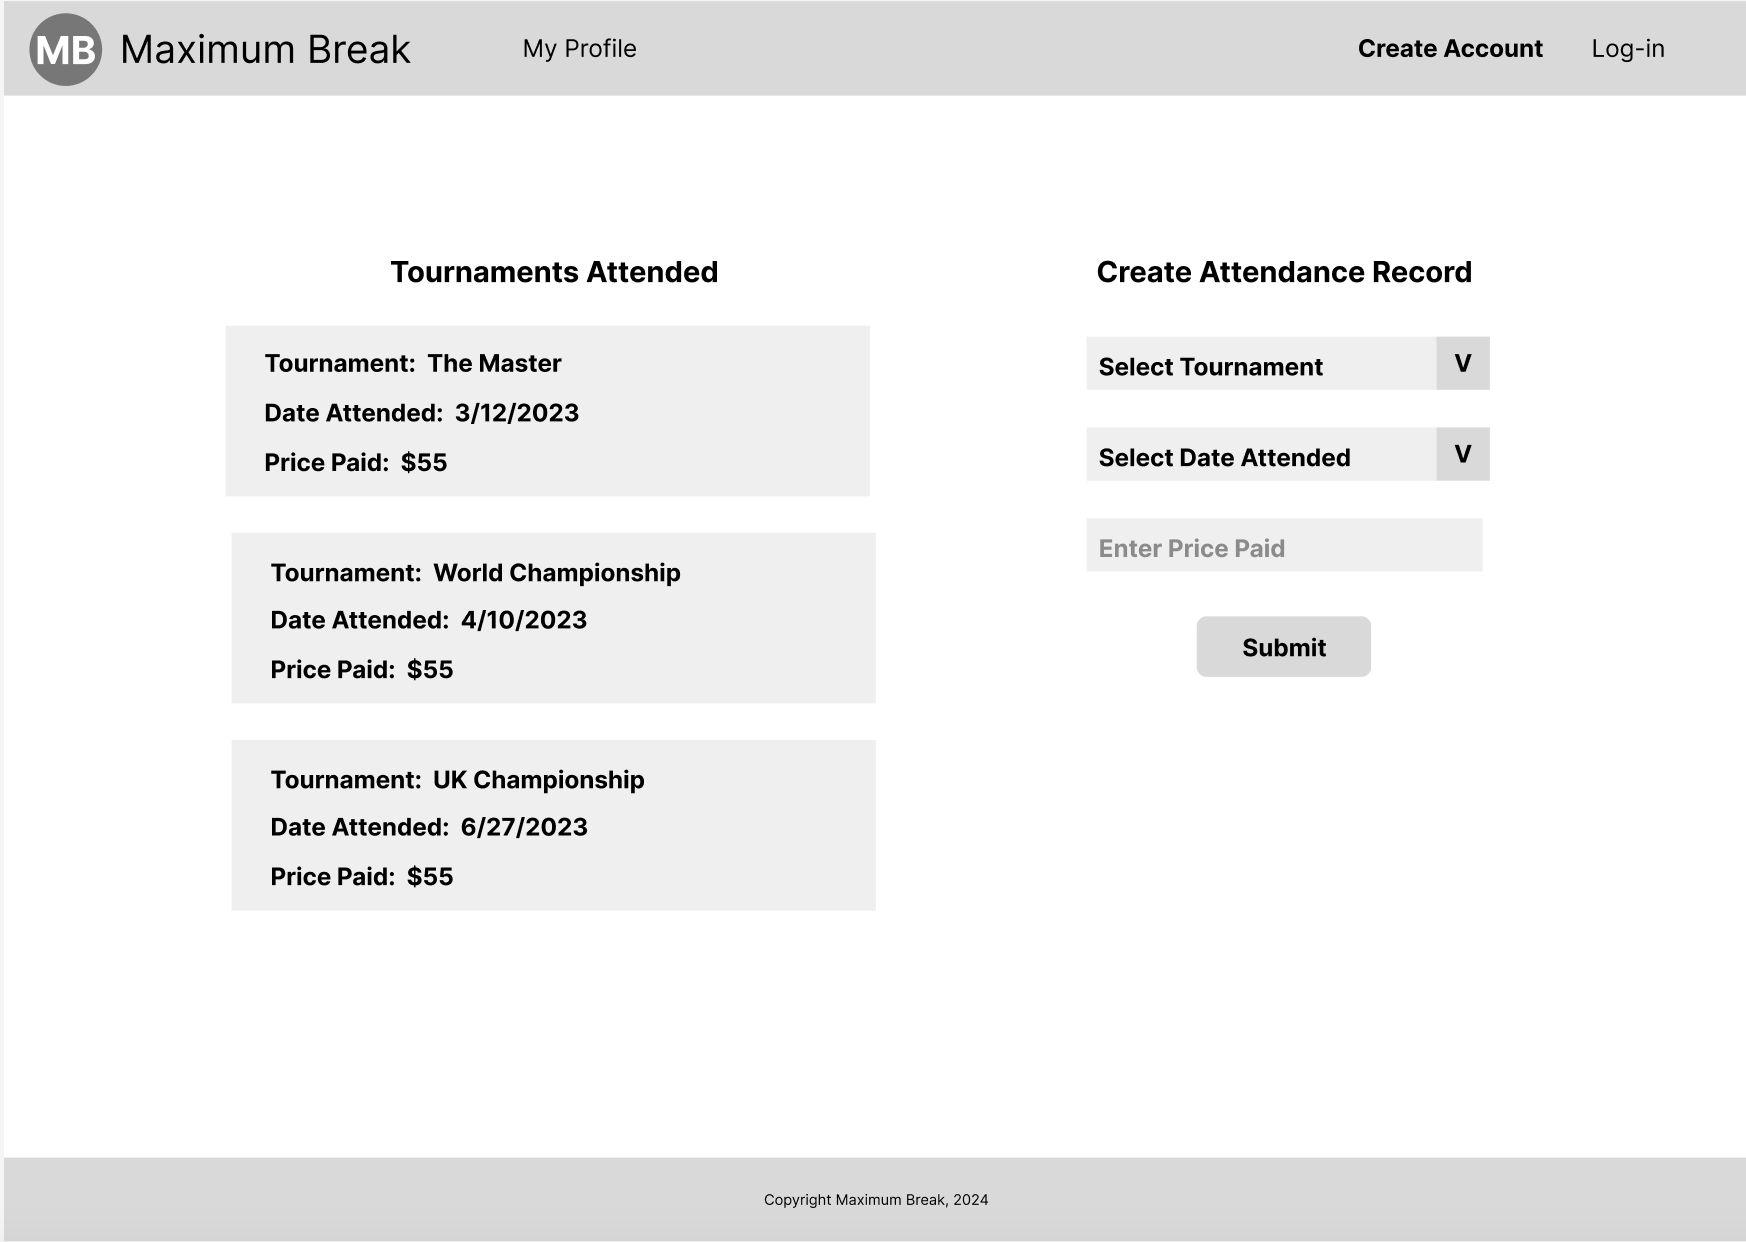 MB Maximum Break My Profile Create Account Log-in
Tournaments Attended
Tournament: The Master
Date Attended: 3/12/2023
Price Paid: $55
Tournament: World Championship
Date Attended: 4/10/2023
Price Paid: $55
Tournament: UK Championship
Date Attended: 6/27/2023
Price Paid: $55
Create Attendance Record
Select Tournament V
Select Date Attended V
Enter Price Paid
Submit
Copyright Maximum Break, 2024